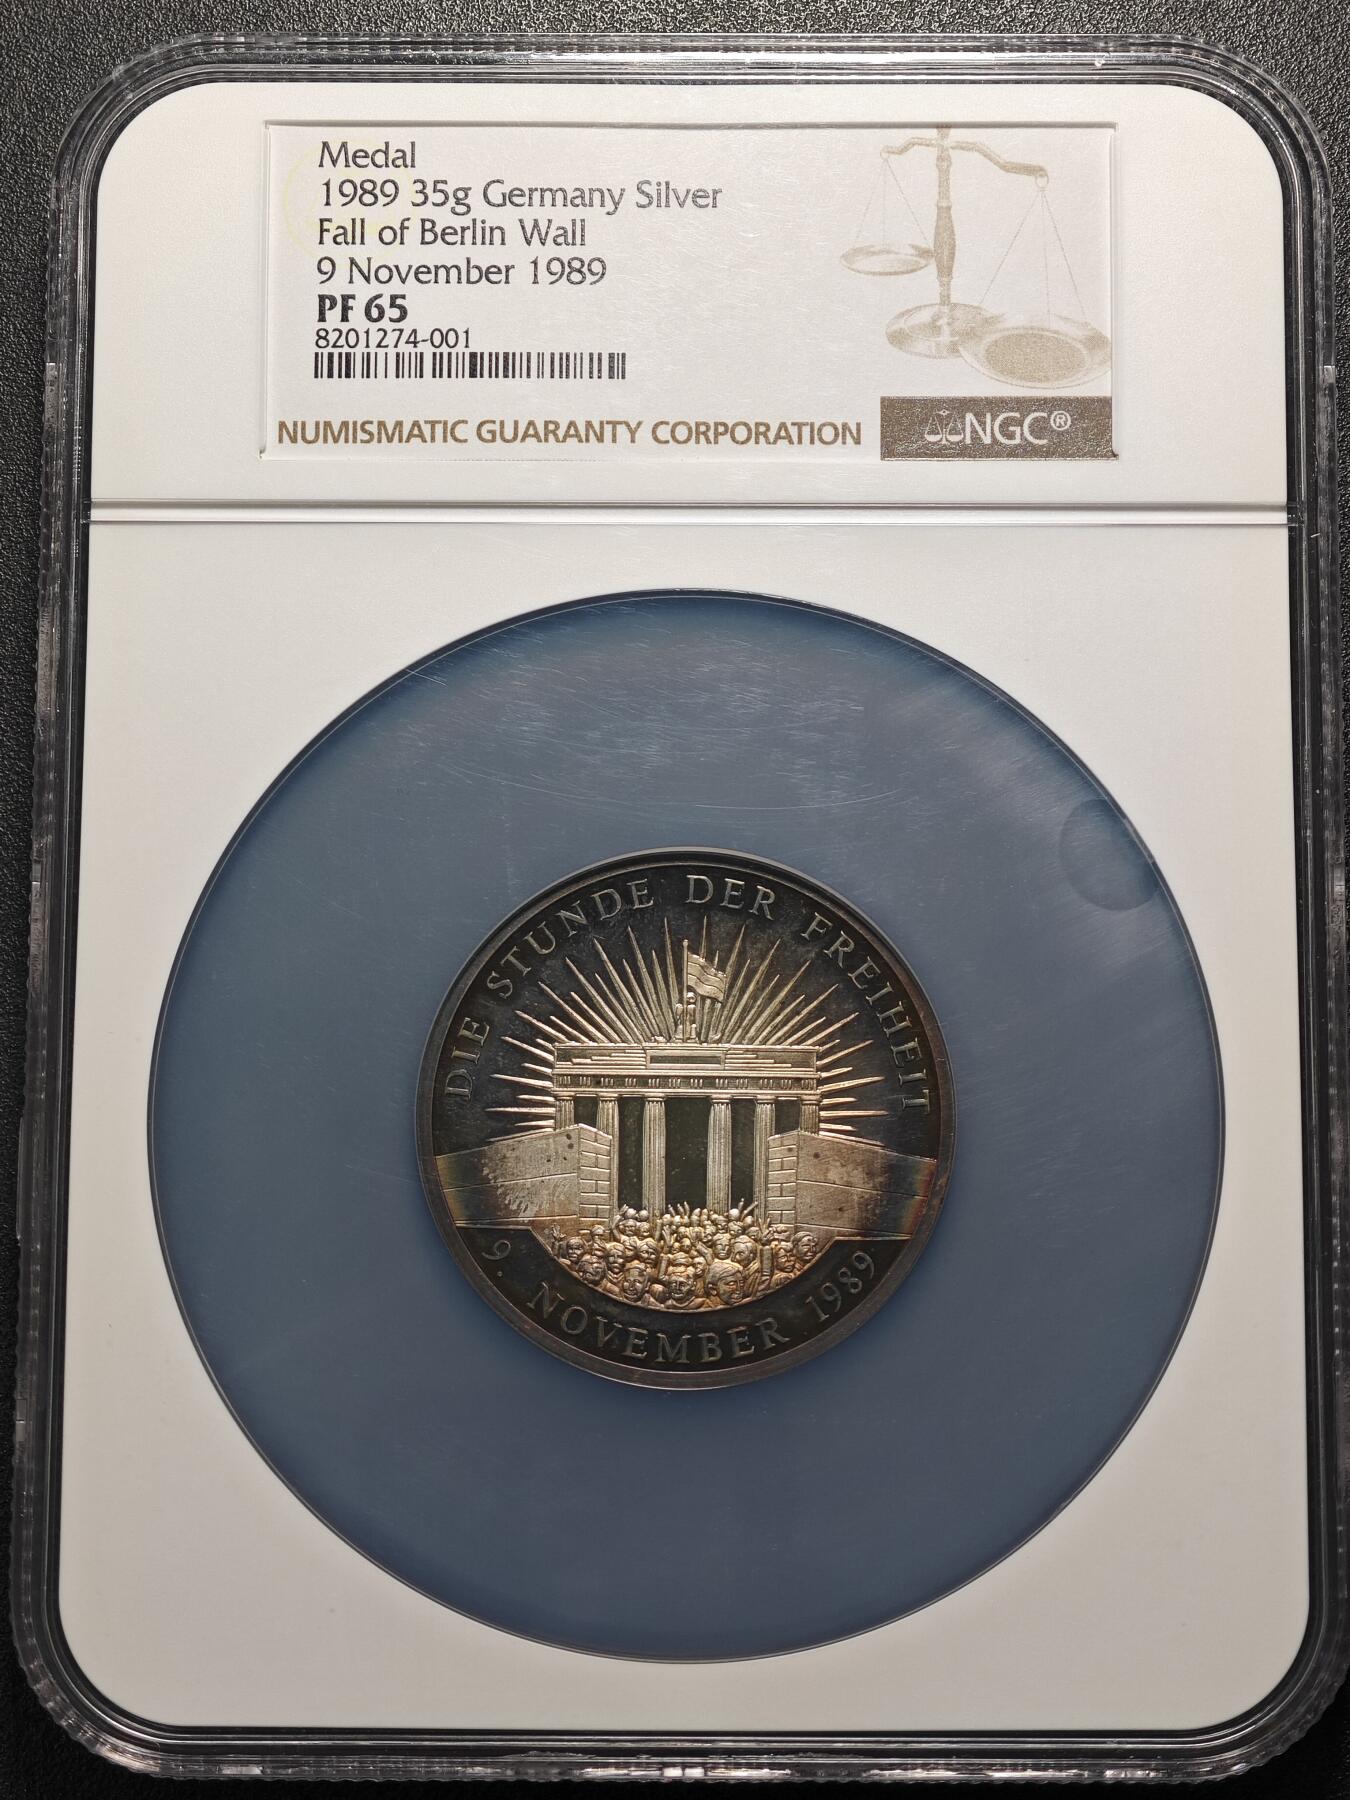 Medal
1989 35g Germany Silver
Fall of Berlin Wall
9 November 1989
PF 65
8201274-001
NUMISMATIC GUARANTY CORPORATION
NGC®
DIE STUNDE DER FREIHEIT
9. NOVEMBER 1989